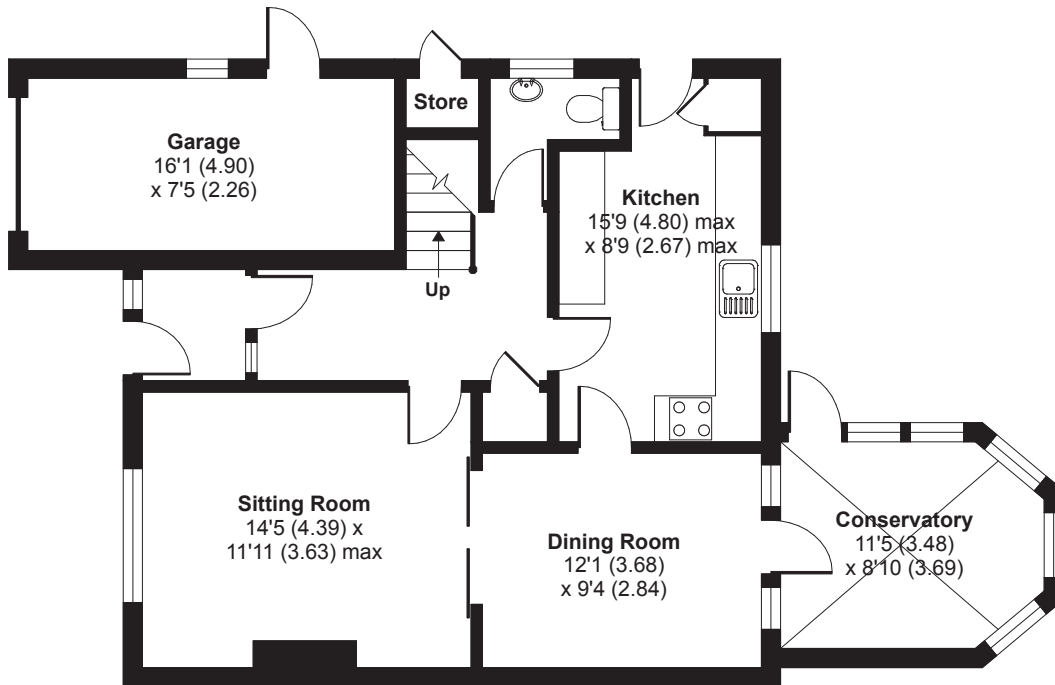 Store
Garage
16'1 (4.90)
x 7'5 (2.26)
Kitchen
15'9 (4.80) max
x 8'9 (2.67) max
Up
Sitting Room
14'5 (4.39) x
11'11 (3.63) max
Dining Room
12'1 (3.68)
x 9'4 (2.84)
Conservatory
11'5 (3.48)
x 8'10 (3.69)